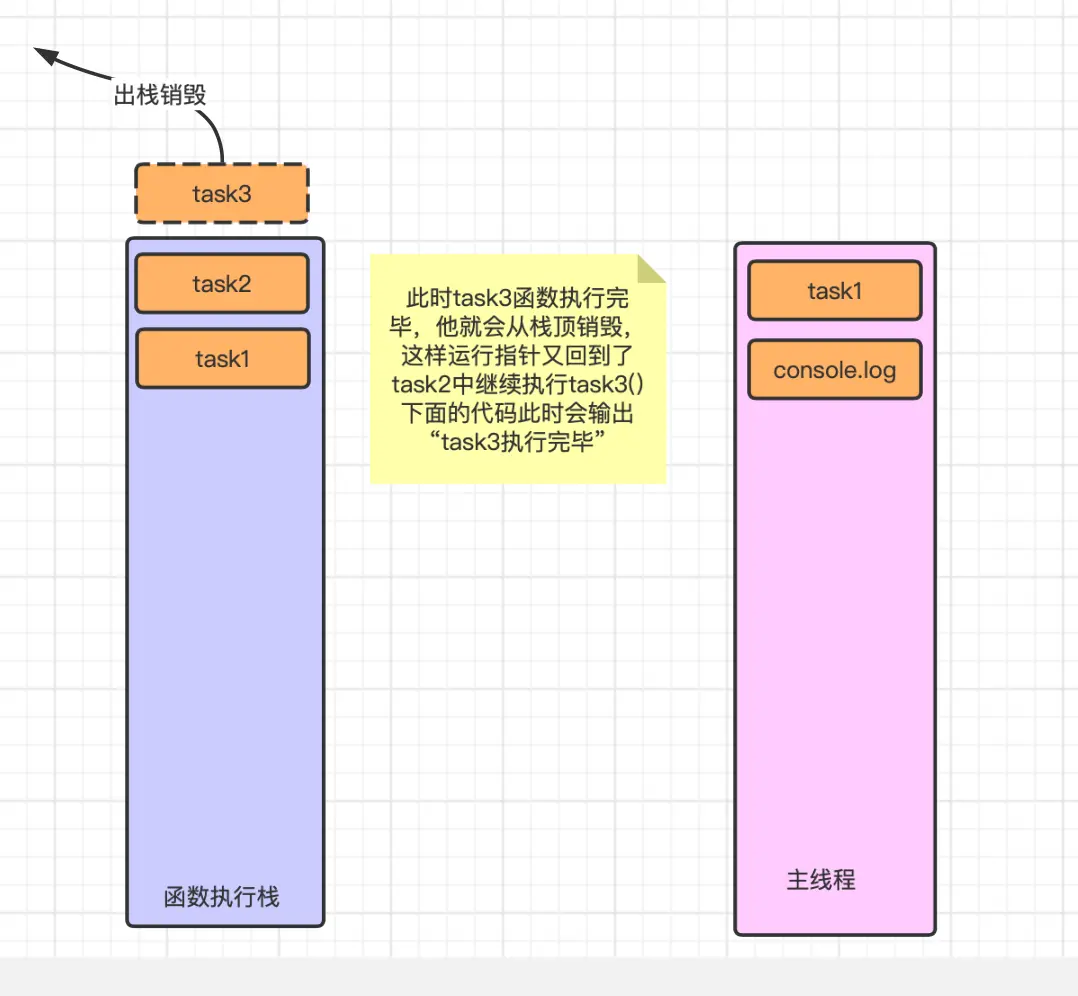 出栈销毁
task3
task2
task1
函数执行栈
此时task3函数执行完
毕，他就会从栈顶销毁，
这样运行指针又回到了
task2中继续执行task3()
下面的代码此时会输出
“task3执行完毕”
task1
console.log
主线程